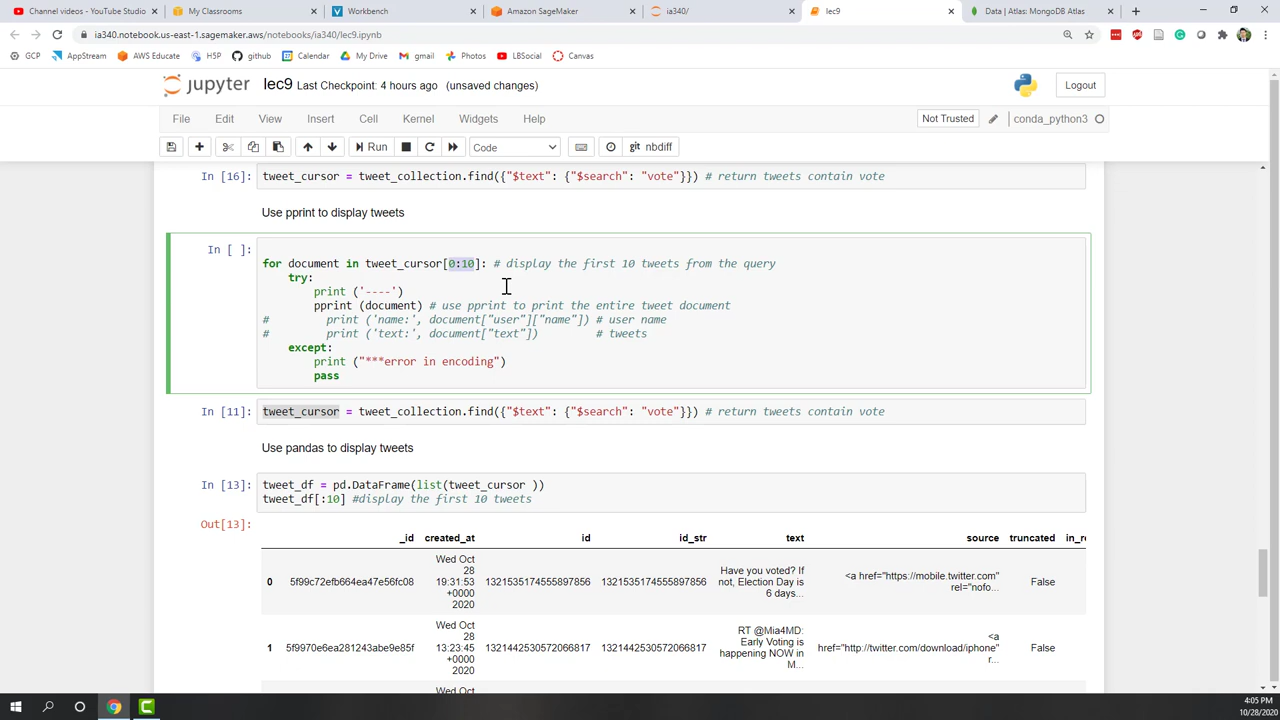 Channel videos - YouTube Studio
My Classrooms
Workbench
Amazon SageMaker
ia340/
lec9
Data | Atlas: MongoDB Atlas
ia340.notebook.us-east-1.sagemaker.aws/notebooks/ia340/lec9.ipynb
GCP
AppStream
AWS Educate
H5P
github
Calendar
gmail
Photos
LBSocial
Canvas
jupyter lec9 Last Checkpoint: 4 hours ago (unsaved changes)
Logout
File Edit View Insert Cell Kernel Widgets Help
Not Trusted
conda_python3
Run
Code
nbdiff
In [16]: tweet_cursor = tweet_collection.find({"$text": {"$search": "vote"}}) # return tweets contain vote
Use pprint to display tweets
In [ ]:
for document in tweet_cursor[0:10]: # display the first 10 tweets from the query
try:
print ('----')
pprint (document) # use pprint to print the entire tweet document
# print ('name:', document["user"]["name"]) # user name
# print ('text:', document["text"]) # tweets
except:
print ("***error in encoding")
pass
In [11]: tweet_cursor = tweet_collection.find({"$text": {"$search": "vote"}}) # return tweets contain vote
Use pandas to display tweets
In [13]: tweet_df = pd.DataFrame(list(tweet_cursor ))
tweet_df[:10] #display the first 10 tweets
Out[13]:
_id created_at id id_str text source truncated in_r
0 5f99c72efb664ea47e56fc08 Wed Oct 28 19:31:53 +0000 2020 1321535174555897856 1321535174555897856 Have you voted? If not, Election Day is 6 days... <a href="https://mobile.twitter.com" rel="nofo... False
1 5f9970e6ea281243abe9e85f Wed Oct 28 13:23:45 +0000 2020 1321442530572066817 1321442530572066817 RT @Mia4MD: Early Voting is happening NOW in M... <a href="http://twitter.com/download/iphone" r... False
Wed Oct
4:05 PM
10/28/2020